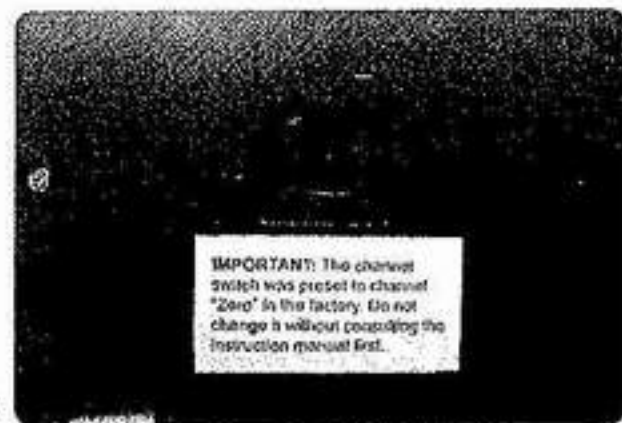 IMPORTANT: The channel
switch was preset to channel
"Zero" in the factory. Do not
change it without consulting the
instruction manual first.